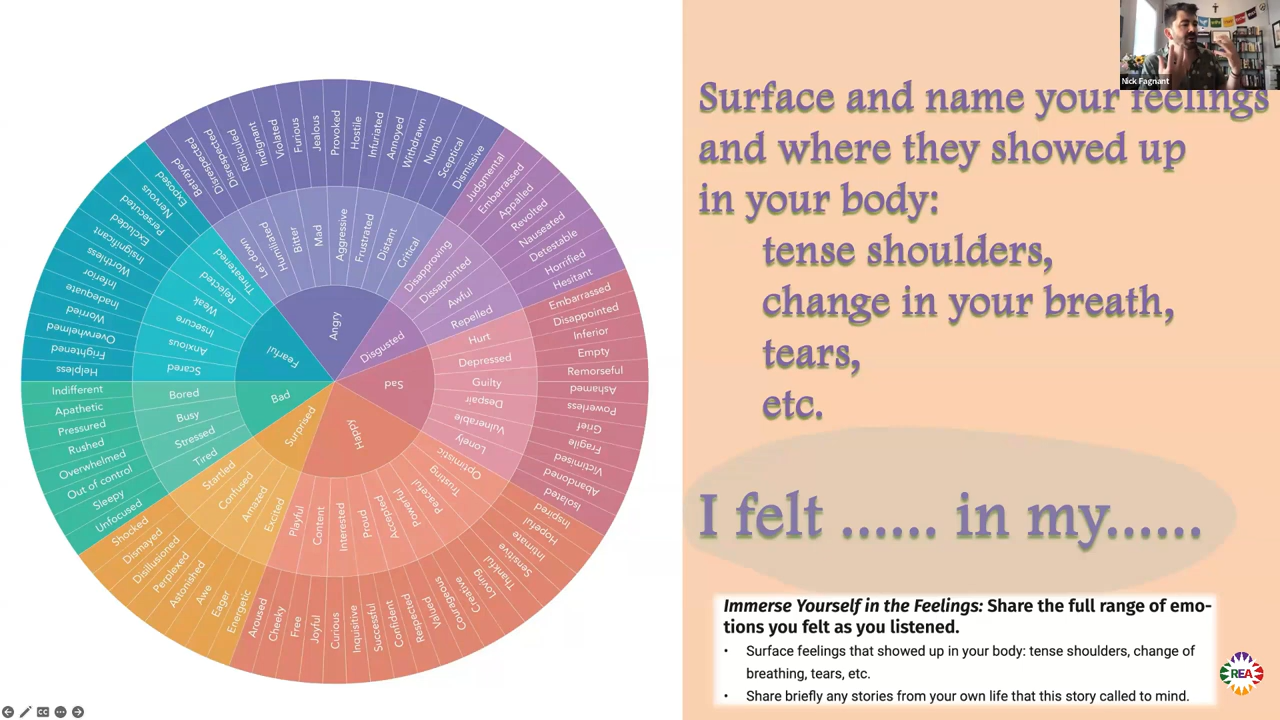 Angry
Disgusted
Sad
Happy
Surprised
Bad
Fearful
Let down
Humiliated
Bitter
Mad
Aggressive
Frustrated
Distant
Critical
Disapproving
Dissapointed
Awful
Repelled
Hurt
Depressed
Guilty
Despair
Vulnerable
Lonely
Optimistic
Trusting
Peaceful
Powerful
Accepted
Proud
Interested
Content
Playful
Excited
Amazed
Confused
Startled
Tired
Stressed
Busy
Bored
Scared
Anxious
Insecure
Weak
Rejected
Threatened
Betrayed
Disrespected
Disrespected
Ridiculed
Indignant
Violated
Furious
Jealous
Provoked
Hostile
Infuriated
Annoyed
Withdrawn
Numb
Sceptical
Dismissive
Judgmental
Embarrassed
Appalled
Revolted
Nauseated
Detestable
Horrified
Hesitant
Embarrassed
Disappointed
Inferior
Empty
Remorseful
Ashamed
Powerless
Grief
Fragile
Victimised
Abandoned
Isolated
Inspired
Hopeful
Intimate
Sensitive
Thankful
Loving
Creative
Courageous
Valued
Respected
Confident
Successful
Inquisitive
Curious
Joyful
Free
Cheeky
Aroused
Energetic
Eager
Awe
Astonished
Perplexed
Disillusioned
Dismayed
Shocked
Unfocused
Sleepy
Out of control
Overwhelmed
Rushed
Pressured
Apathetic
Indifferent
Helpless
Frightened
Overwhelmed
Worried
Inadequate
Inferior
Worthless
Insignificant
Excluded
Persecuted
Nervous
Exposed
Nick Fagnant
Surface and name your feelings
and where they showed up
in your body:
tense shoulders,
change in your breath,
tears,
etc.
I felt ...... in my......
Immerse Yourself in the Feelings: Share the full range of emo-
tions you felt as you listened.
• Surface feelings that showed up in your body: tense shoulders, change of
breathing, tears, etc.
• Share briefly any stories from your own life that this story called to mind.
REA
CC